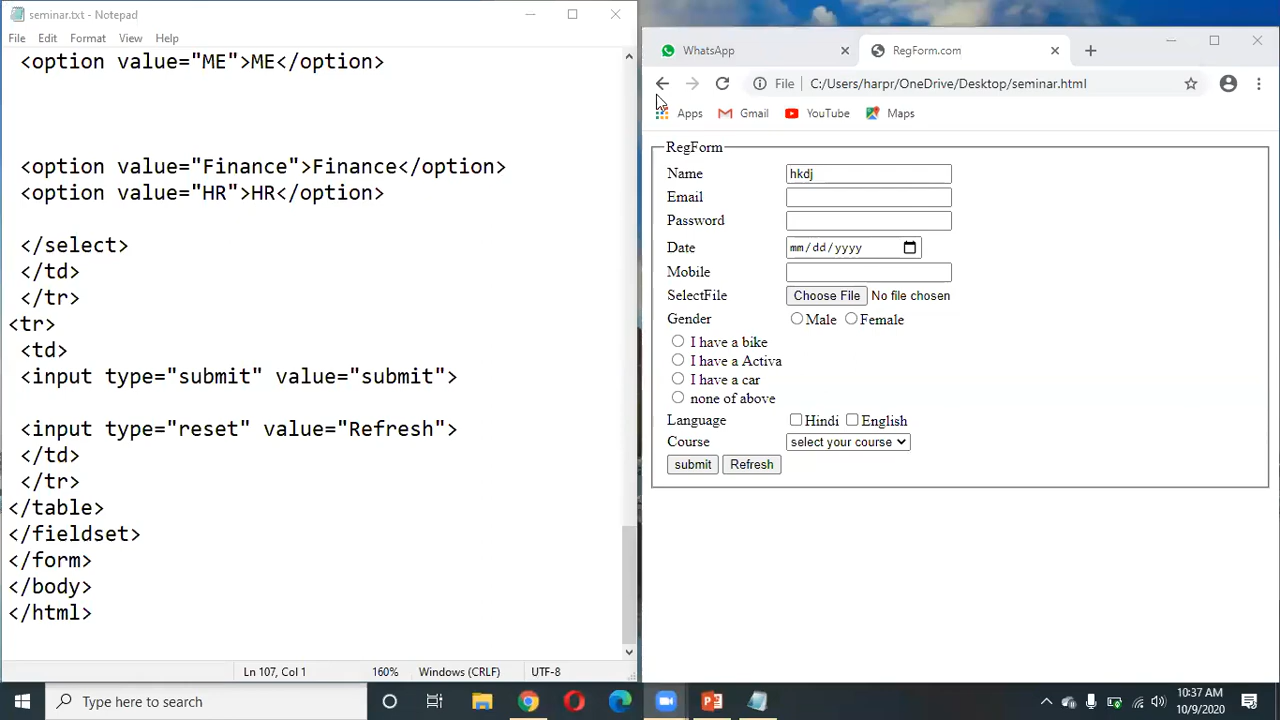 seminar.txt - Notepad
File Edit Format View Help
<option value="ME">ME</option>
<option value="Finance">Finance</option>
<option value="HR">HR</option>
</select>
</td>
</tr>
<tr>
<td>
<input type="submit" value="submit">
<input type="reset" value="Refresh">
</td>
</tr>
</table>
</fieldset>
</form>
</body>
</html>
Ln 107, Col 1 160% Windows (CRLF) UTF-8
WhatsApp RegForm.com
File C:/Users/harpr/OneDrive/Desktop/seminar.html
Apps Gmail YouTube Maps
RegForm
Name hkdj
Email
Password
Date mm/dd/yyyy
Mobile
SelectFile Choose File No file chosen
Gender Male Female
I have a bike
I have a Activa
I have a car
none of above
Language Hindi English
Course select your course
submit Refresh
Type here to search
10:37 AM
10/9/2020